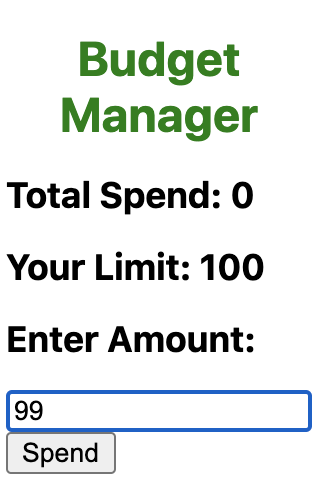 Budget
Manager
Total Spend: 0
Your Limit: 100
Enter Amount:
99
Spend